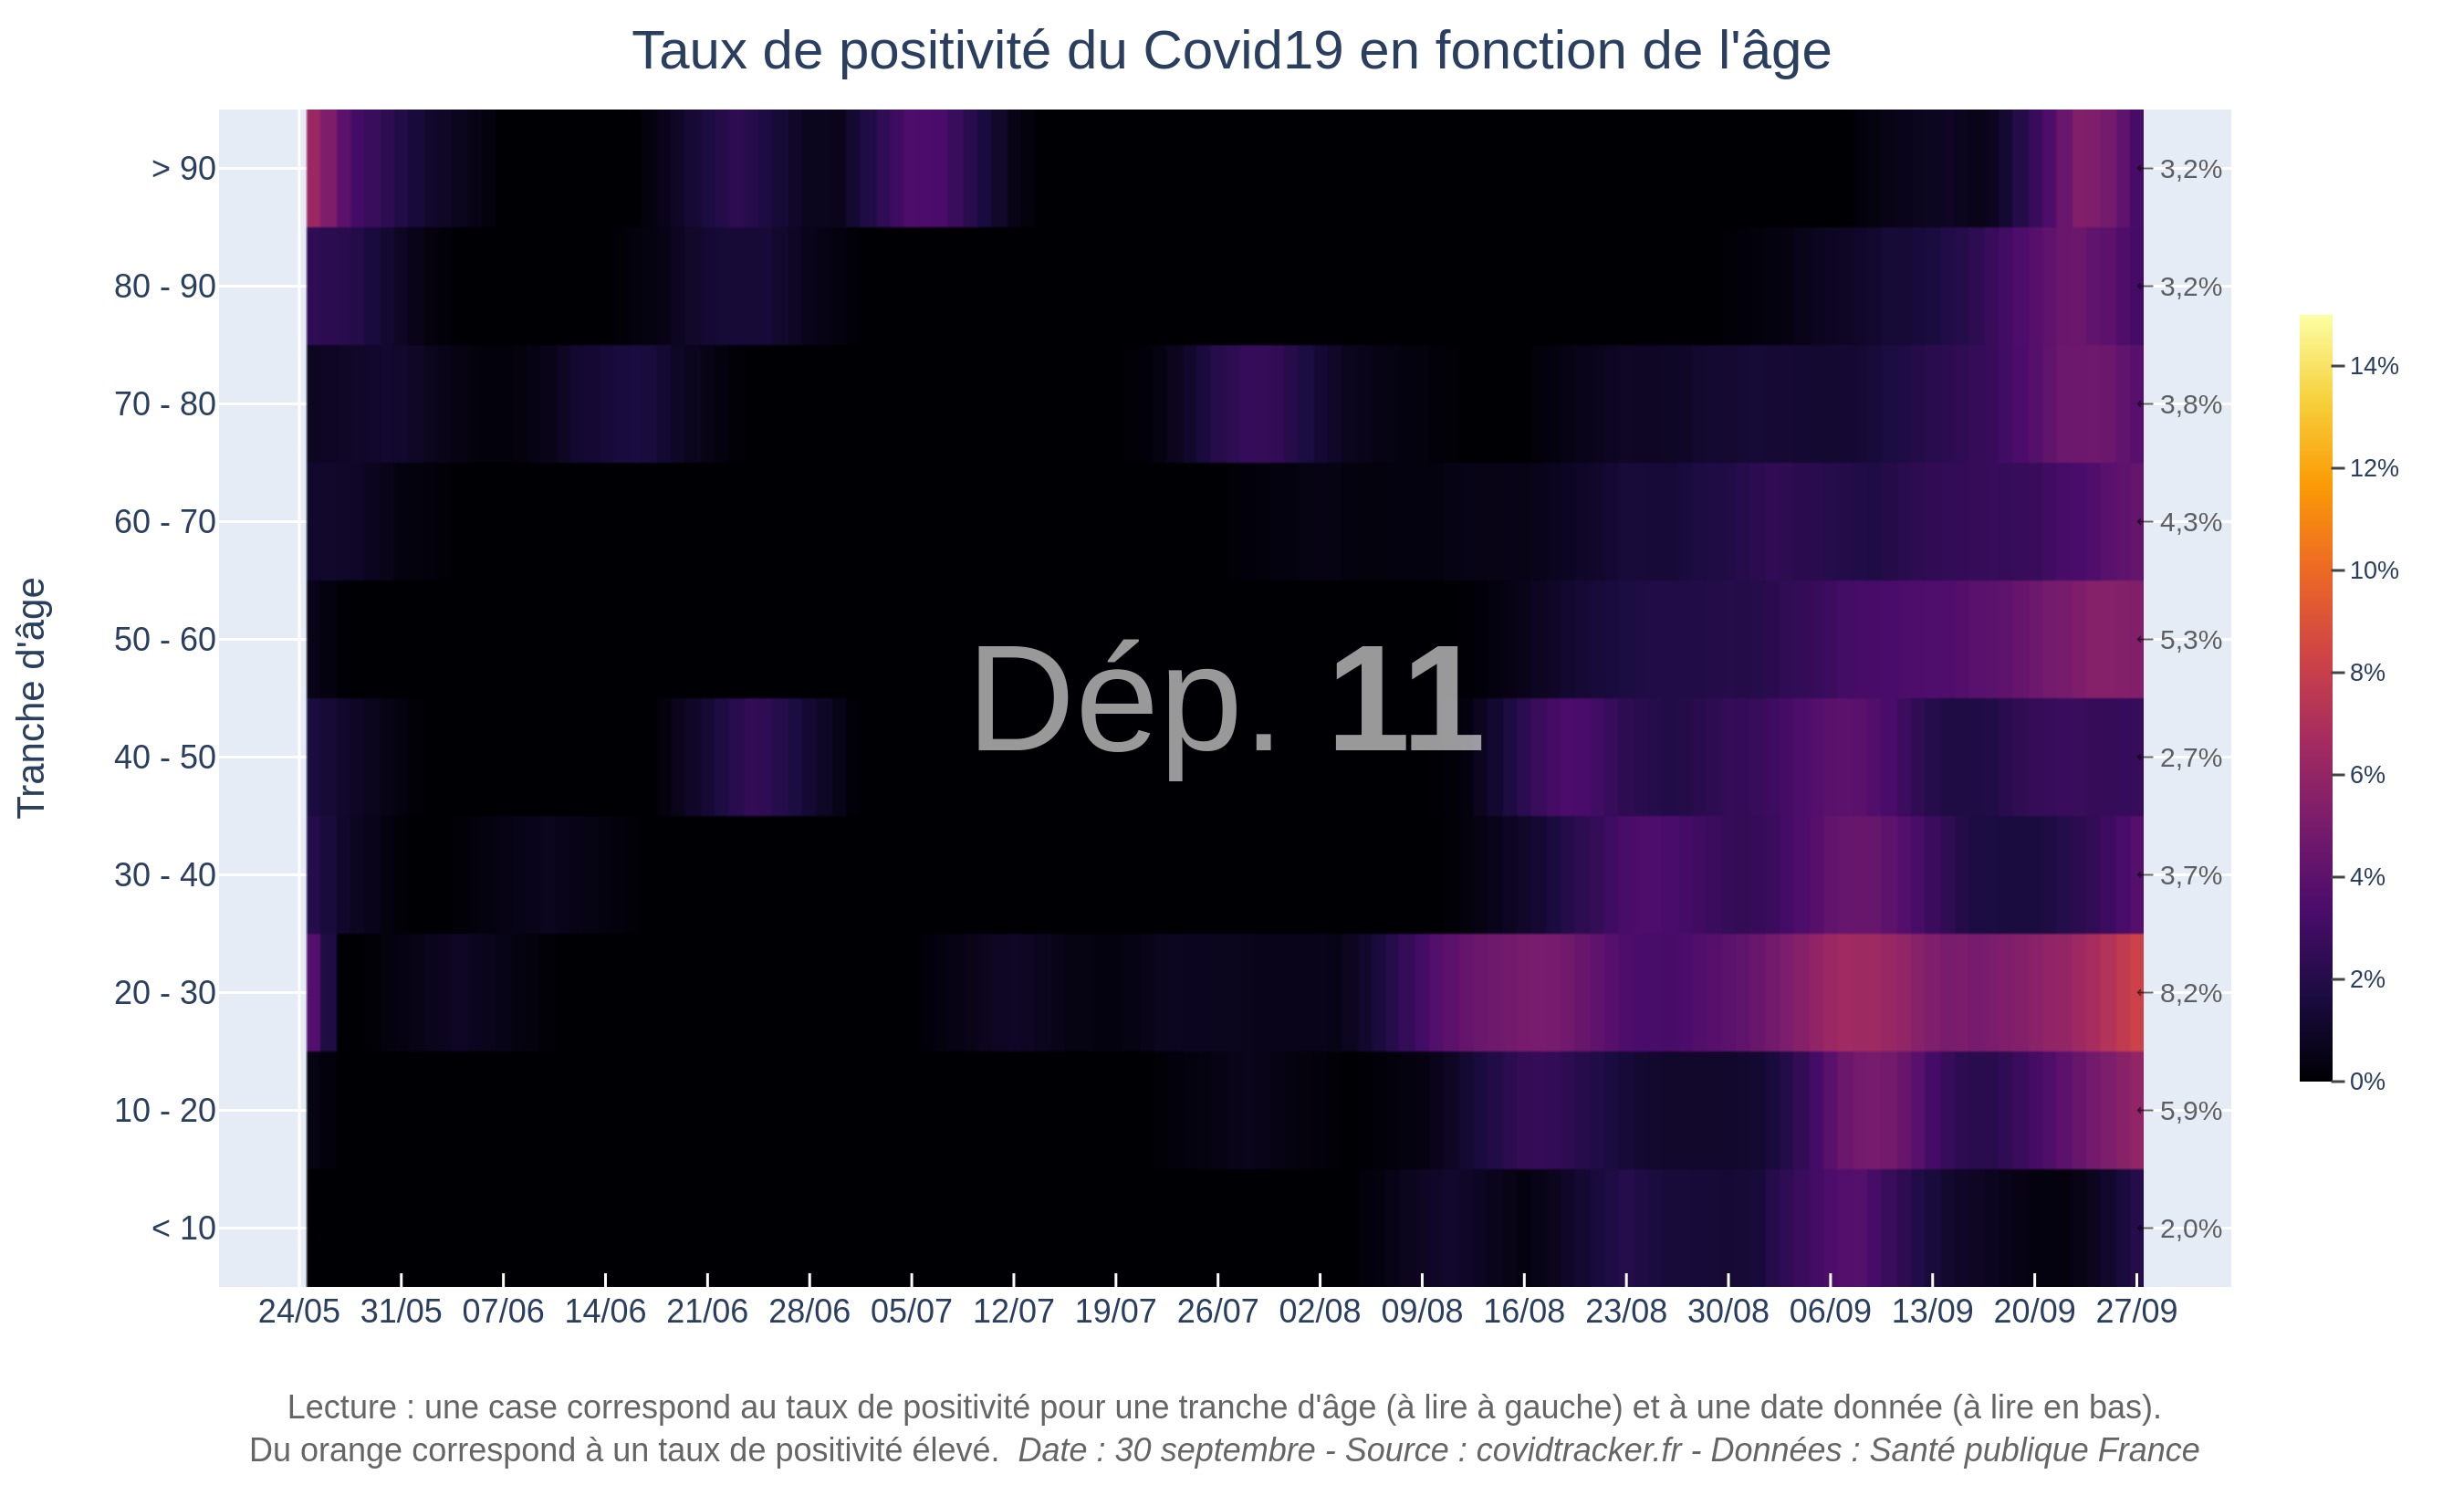 Taux de positivité du Covid19 en fonction de l'âge
Tranche d'âge
> 90
80 - 90
70 - 80
60 - 70
50 - 60
40 - 50
30 - 40
20 - 30
10 - 20
< 10
Dép. 11
3,2%
3,2%
3,8%
4,3%
5,3%
2,7%
3,7%
8,2%
5,9%
2,0%
14%
12%
10%
8%
6%
4%
2%
0%
24/05 31/05 07/06 14/06 21/06 28/06 05/07 12/07 19/07 26/07 02/08 09/08 16/08 23/08 30/08 06/09 13/09 20/09 27/09
Lecture : une case correspond au taux de positivité pour une tranche d'âge (à lire à gauche) et à une date donnée (à lire en bas).
Du orange correspond à un taux de positivité élevé. Date : 30 septembre - Source : covidtracker.fr - Données : Santé publique France